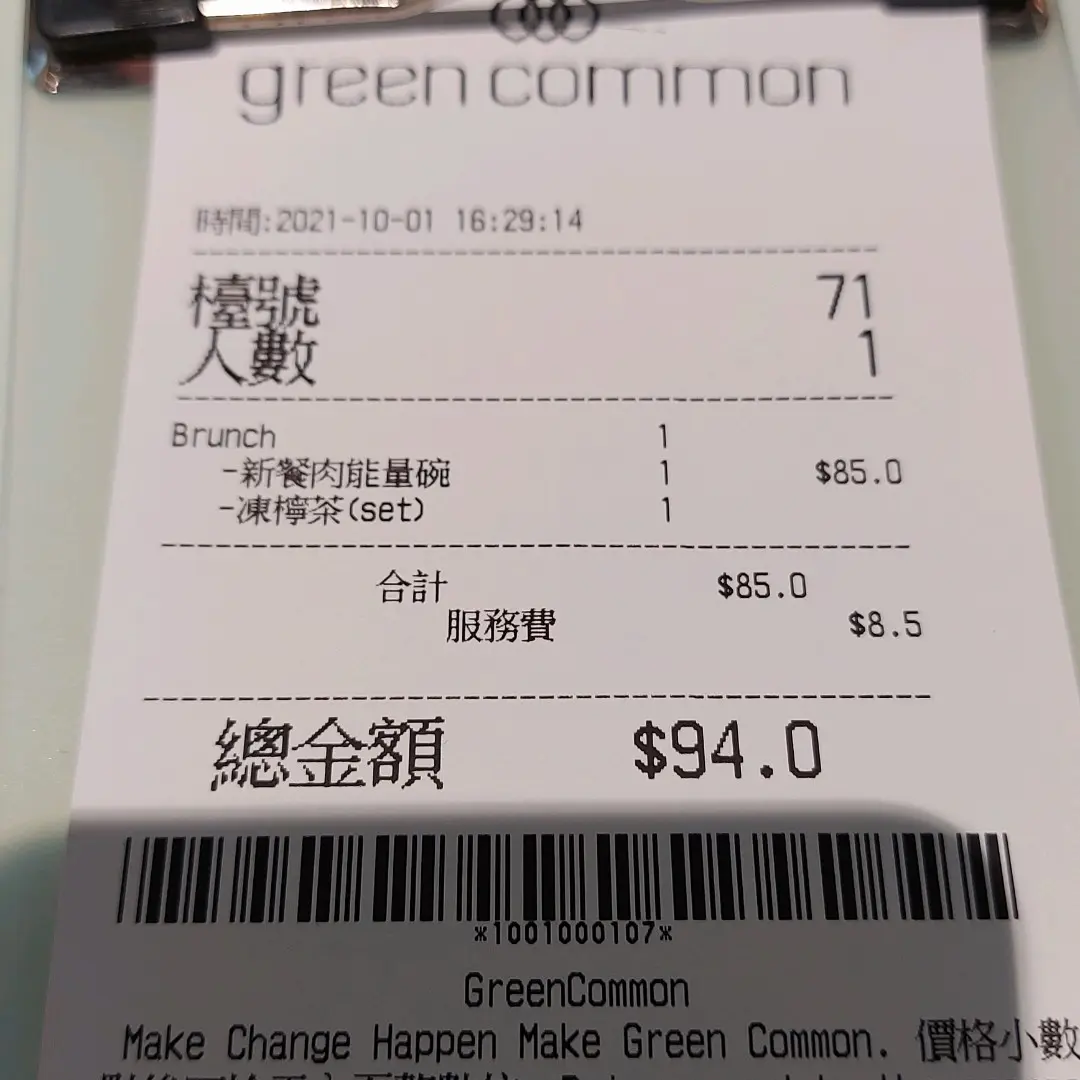 green common
時間:2021-10-01 16:29:14
檯號 71
人數 1
Brunch 1
-新餐肉能量碗 1 $85.0
-凍檸茶(set) 1
合計 $85.0
服務費 $8.5
總金額 $94.0
*1001000107*
GreenCommon
Make Change Happen Make Green Common. 價格小數